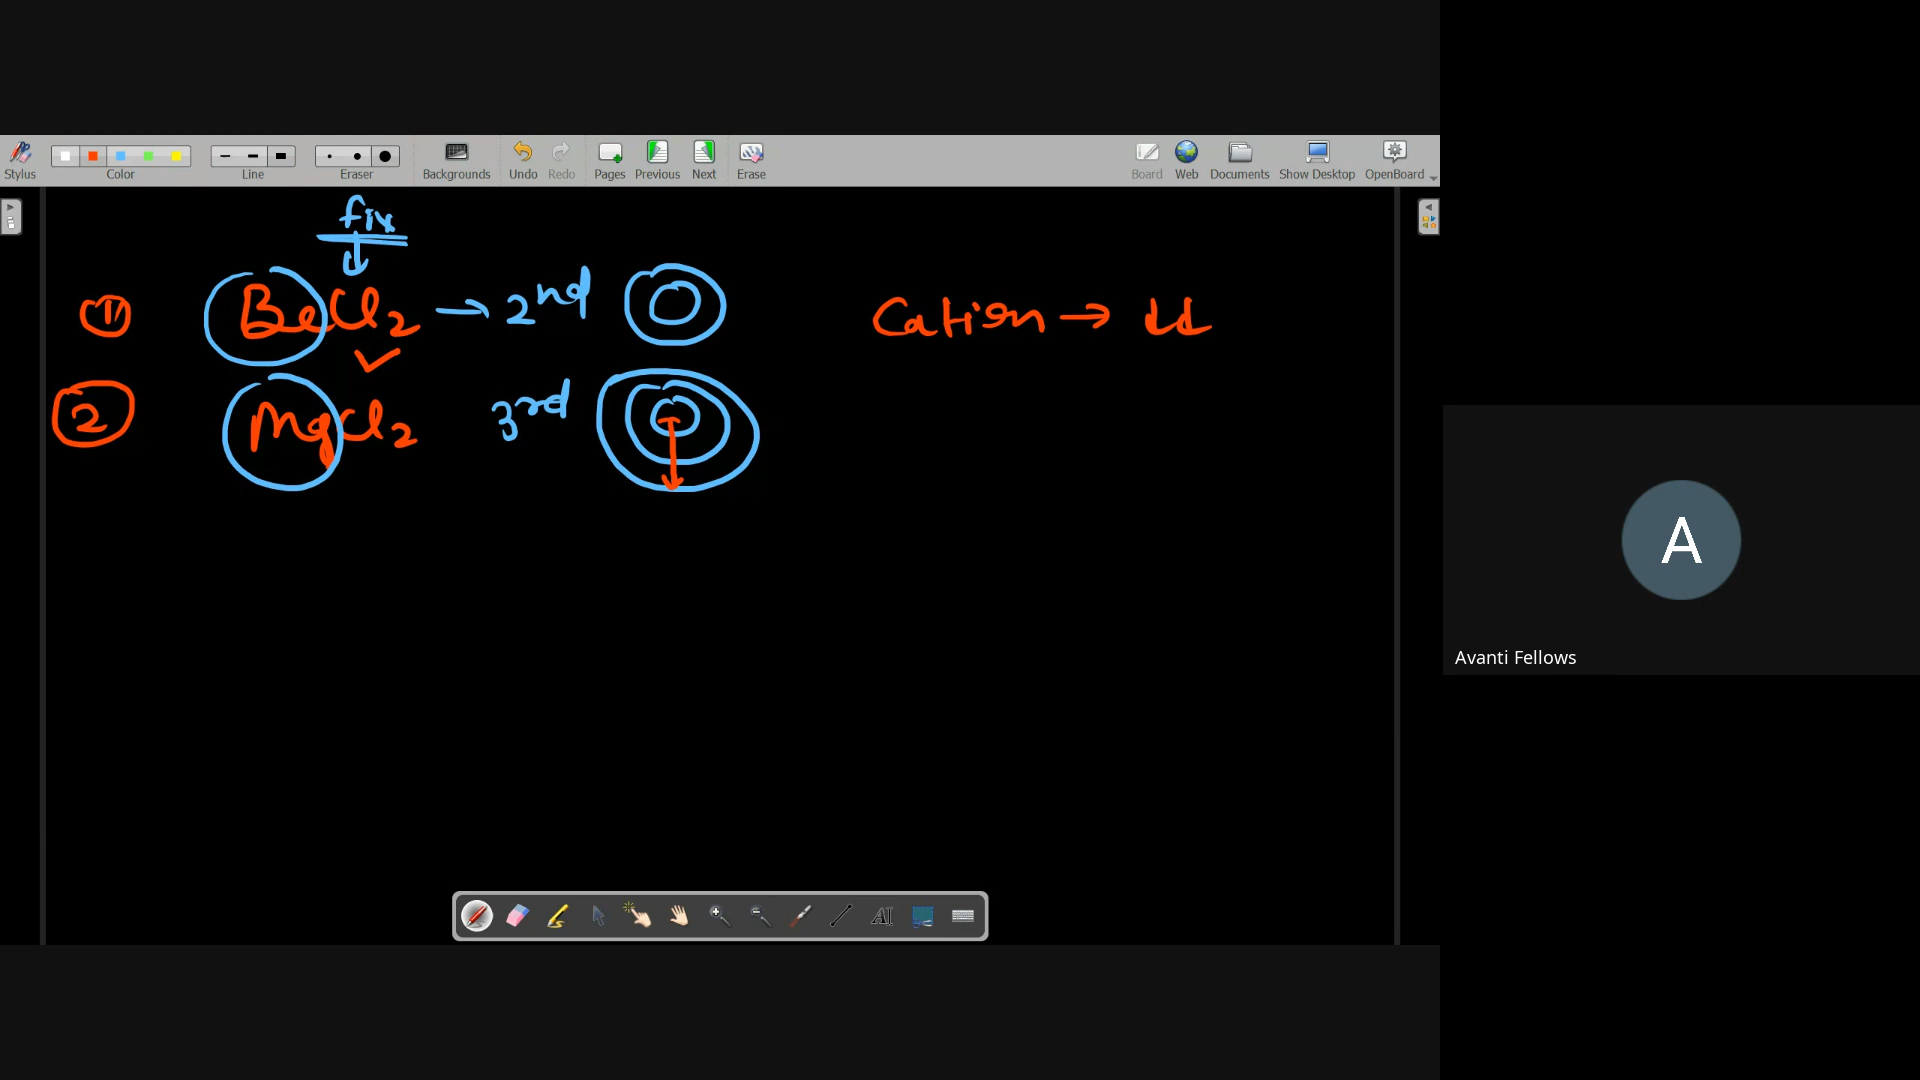 Stylus Color Line Eraser Backgrounds Undo Redo Pages Previous Next Erase Board Web Documents Show Desktop OpenBoard
fix
↓
① BeCl2 → 2nd Cation → ↓↓
✓
② MgCl2 3rd
A
Avanti Fellows